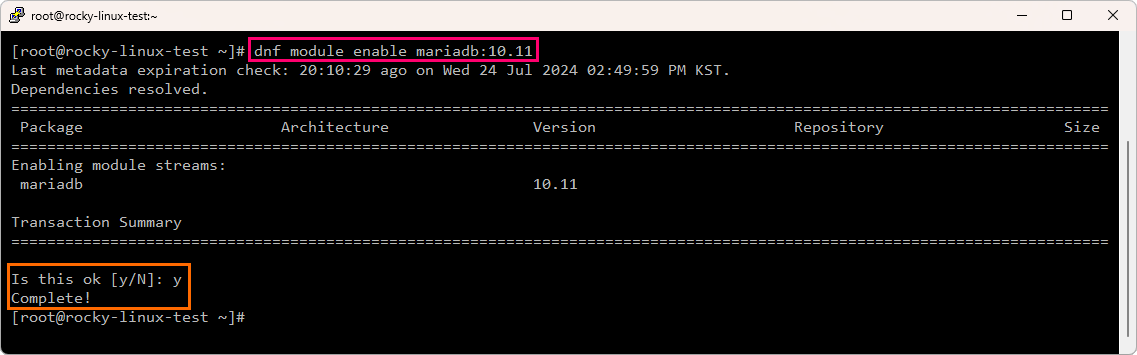 root@rocky-linux-test:~
[root@rocky-linux-test ~]# dnf module enable mariadb:10.11
Last metadata expiration check: 20:10:29 ago on Wed 24 Jul 2024 02:49:59 PM KST.
Dependencies resolved.
==========================================================================================================================
 Package                      Architecture                Version                      Repository                    Size
==========================================================================================================================
Enabling module streams:
 mariadb                                                  10.11

Transaction Summary
==========================================================================================================================

Is this ok [y/N]: y
Complete!
[root@rocky-linux-test ~]#